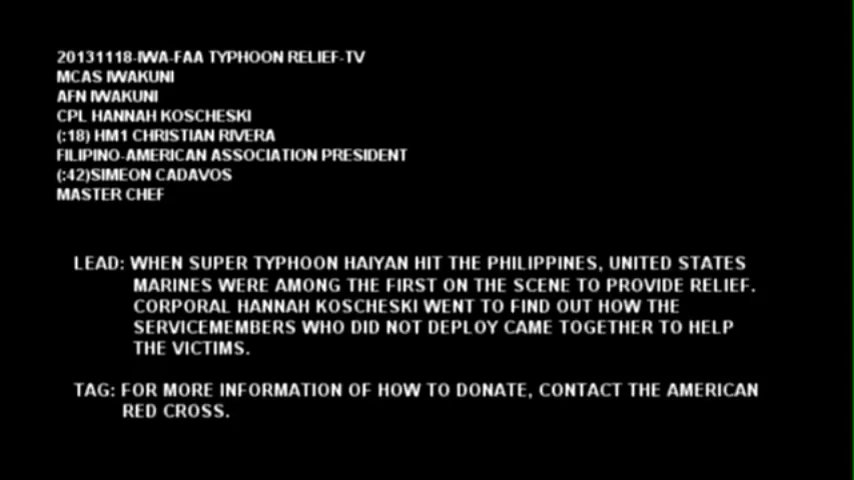 20131118-IWA-FAA TYPHOON RELIEF-TV
MCAS IWAKUNI
AFN IWAKUNI
CPL HANNAH KOSCHESKI
(:18) HM1 CHRISTIAN RIVERA
FILIPINO-AMERICAN ASSOCIATION PRESIDENT
(:42)SIMEON CADAVOS
MASTER CHEF
LEAD: WHEN SUPER TYPHOON HAIYAN HIT THE PHILIPPINES, UNITED STATES
MARINES WERE AMONG THE FIRST ON THE SCENE TO PROVIDE RELIEF.
CORPORAL HANNAH KOSCHESKI WENT TO FIND OUT HOW THE
SERVICEMEMBERS WHO DID NOT DEPLOY CAME TOGETHER TO HELP
THE VICTIMS.
TAG: FOR MORE INFORMATION OF HOW TO DONATE, CONTACT THE AMERICAN
RED CROSS.